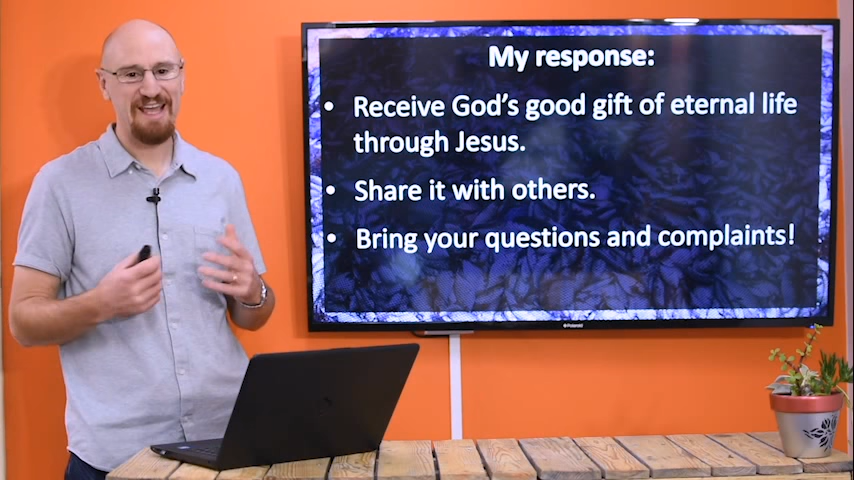 My response:
• Receive God's good gift of eternal life
through Jesus.
• Share it with others.
• Bring your questions and complaints!
Polaroid